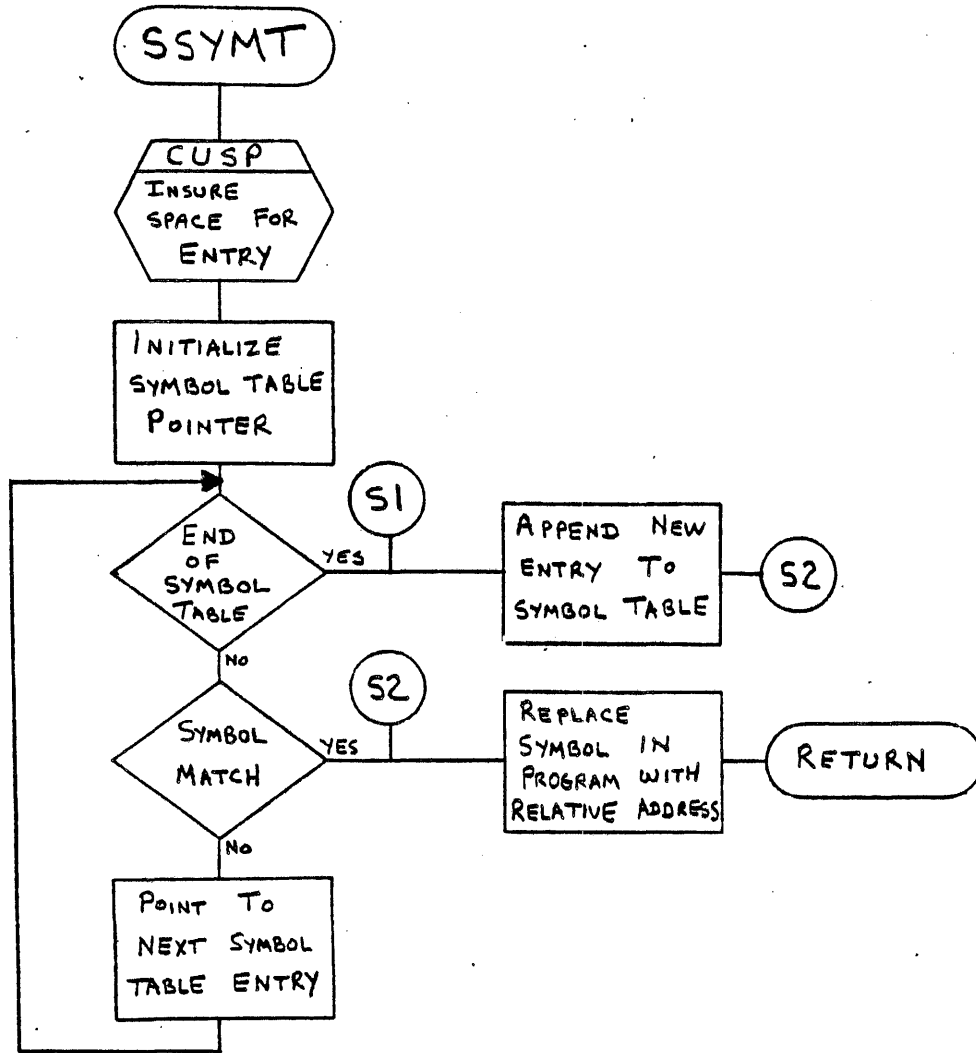 SSYMT
CUSP
INSURE
SPACE FOR
ENTRY
INITIALIZE
SYMBOL TABLE
POINTER
END
OF
SYMBOL
TABLE
YES
S1
APPEND NEW
ENTRY TO
SYMBOL TABLE
S2
NO
SYMBOL
MATCH
YES
S2
REPLACE
SYMBOL IN
PROGRAM WITH
RELATIVE ADDRESS
RETURN
NO
POINT TO
NEXT SYMBOL
TABLE ENTRY